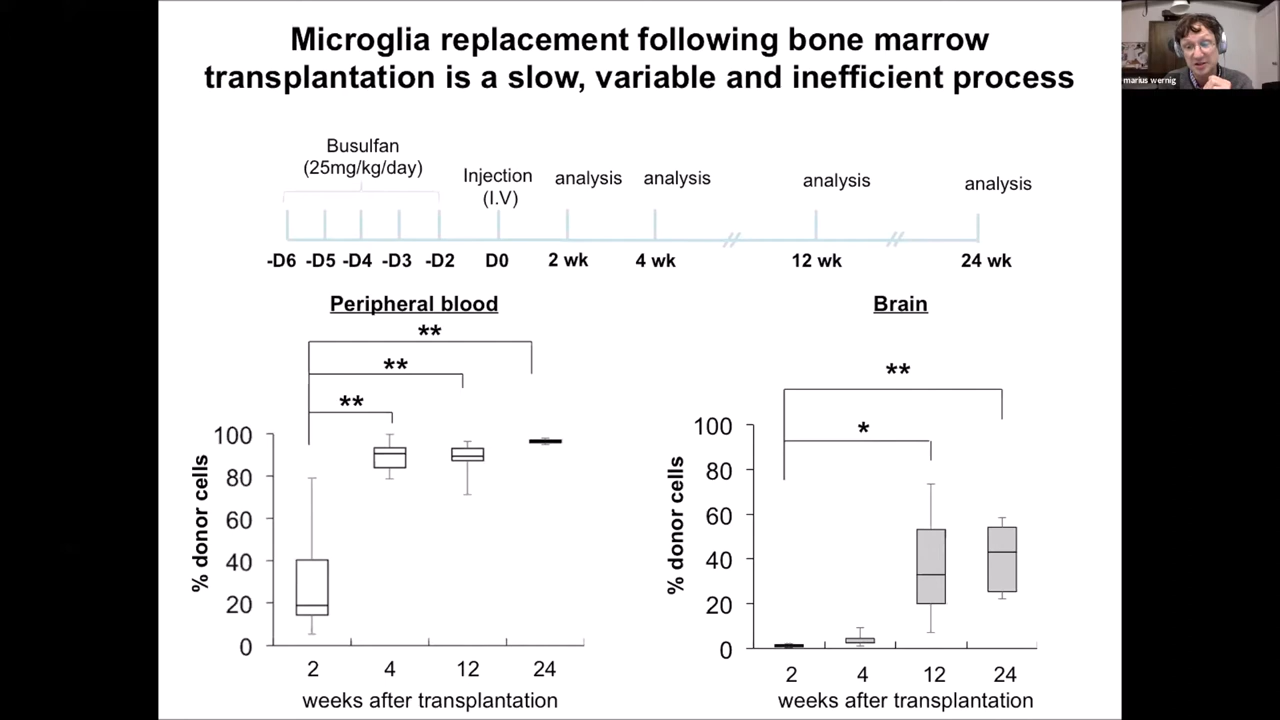 Microglia replacement following bone marrow
transplantation is a slow, variable and inefficient process
marius wernig
Busulfan
(25mg/kg/day)
Injection
(I.V)
analysis
analysis
analysis
analysis
-D6 -D5 -D4 -D3 -D2 D0 2 wk 4 wk 12 wk 24 wk
Peripheral blood
**
**
**
% donor cells
100
80
60
40
20
0
2 4 12 24
weeks after transplantation
Brain
**
*
% donor cells
100
80
60
40
20
0
2 4 12 24
weeks after transplantation